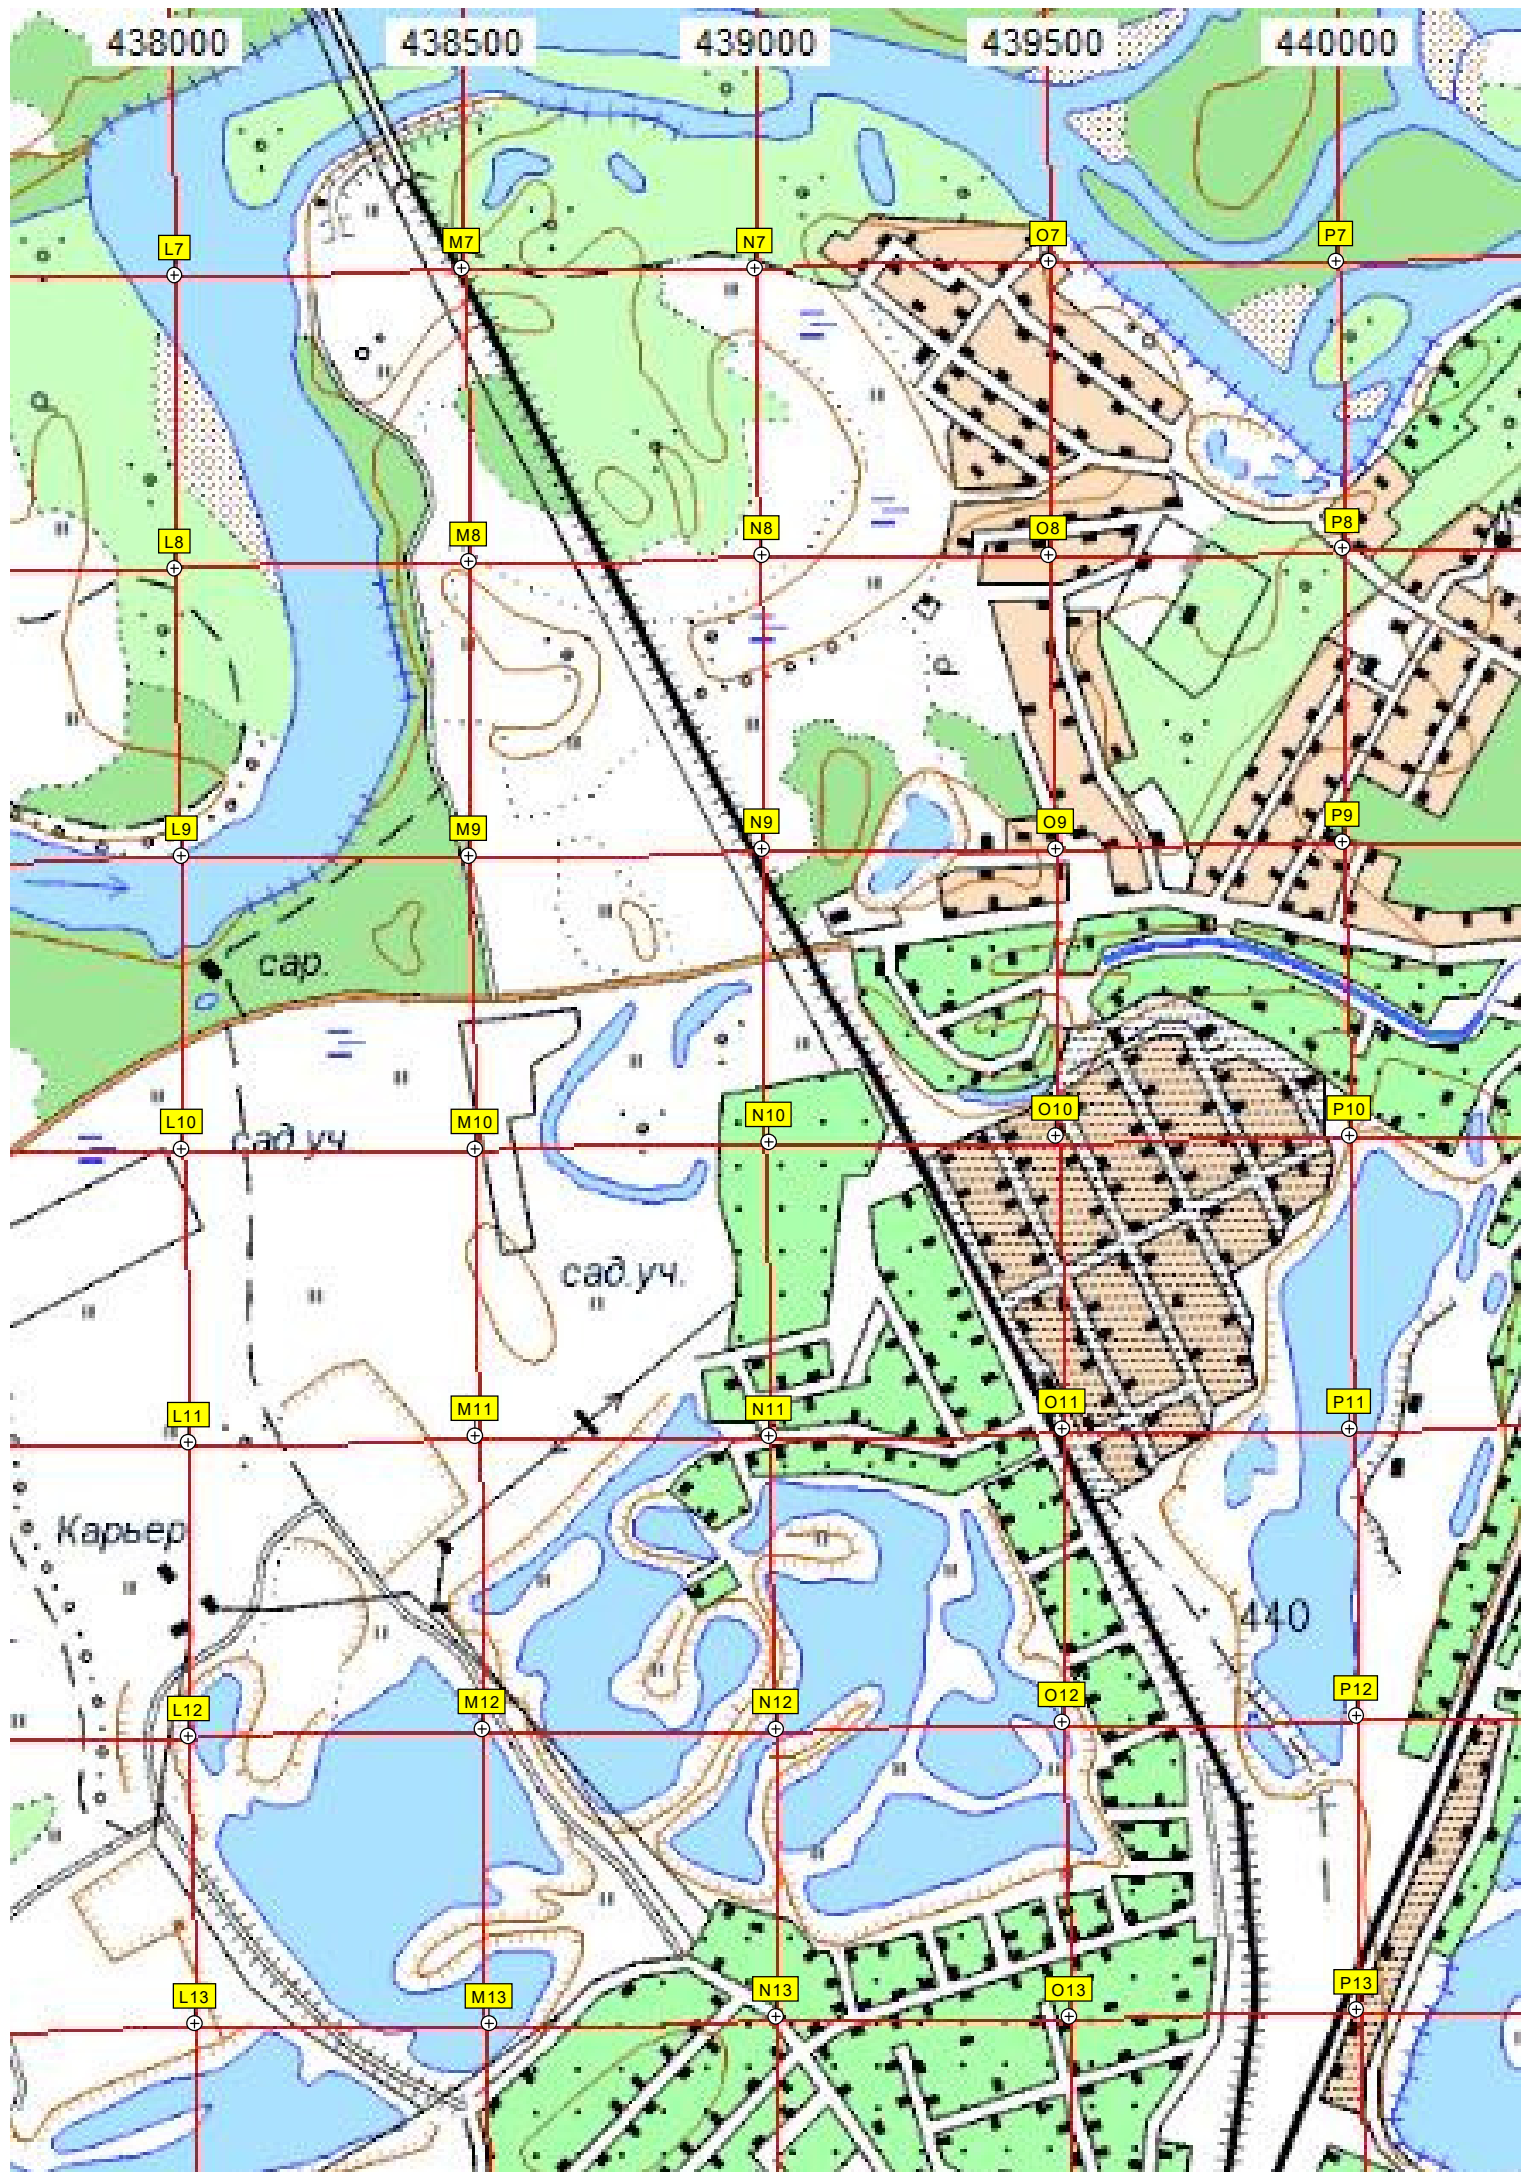 438000 438500 439000 439500 440000
L7 M7 N7 O7 P7
L8 M8 N8 O8 P8
L9 M9 N9 O9 P9
сар.
L10 M10 N10 O10 P10
сад.уч.
сад.уч.
L11 M11 N11 O11 P11
Карьер
440
L12 M12 N12 O12 P12
L13 M13 N13 O13 P13